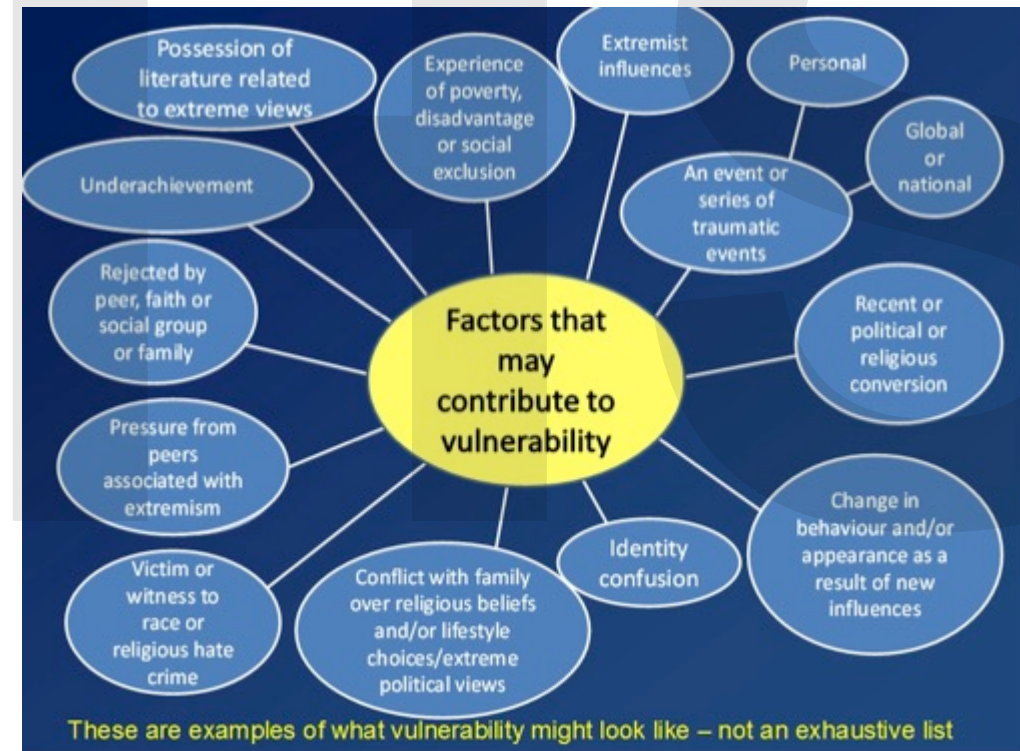 Possession of
literature related
to extreme views
Experience
of poverty,
disadvantage
or social
exclusion
Extremist
influences
Personal
Global
or
national
Underachievement
An event or
series of
traumatic
events
Rejected by
peer, faith or
social group
or family
Factors that
may
contribute to
vulnerability
Recent or
political or
religious
conversion
Pressure from
peers
associated with
extremism
Change in
behaviour and/or
appearance as a
result of new
influences
Victim or
witness to
race or
religious hate
crime
Conflict with family
over religious beliefs
and/or lifestyle
choices/extreme
political views
Identity
confusion
These are examples of what vulnerability might look like – not an exhaustive list